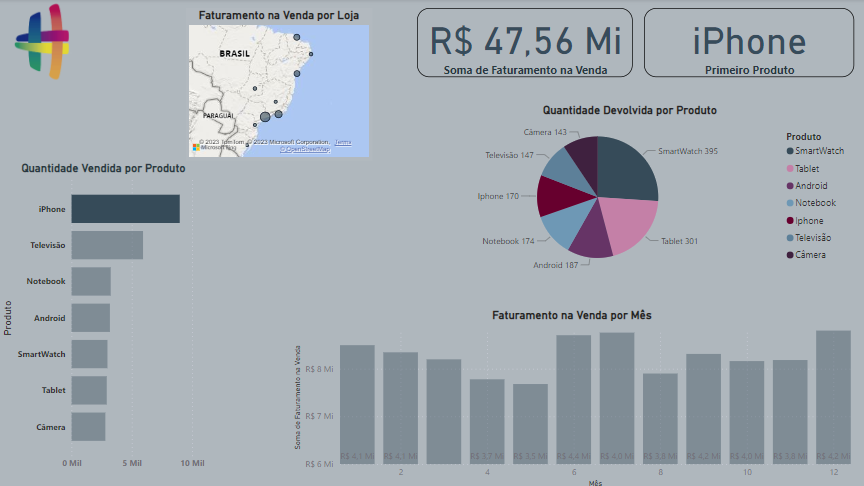 Faturamento na Venda por Loja
BRASIL
PARAGUAI
© 2023 TomTom, © 2023 Microsoft Corporation, Terms
Microsoft Bing
© OpenStreetMap
R$ 47,56 Mi
Soma de Faturamento na Venda
iPhone
Primeiro Produto
Quantidade Devolvida por Produto
Câmera 143
Televisão 147
Iphone 170
Notebook 174
Android 187
Tablet 301
SmartWatch 395
Produto
SmartWatch
Tablet
Android
Notebook
Iphone
Televisão
Câmera
Quantidade Vendida por Produto
Produto
iPhone
Televisão
Notebook
Android
SmartWatch
Tablet
Câmera
0 Mil
5 Mil
10 Mil
Faturamento na Venda por Mês
Soma de Faturamento na Venda
R$ 8 Mi
R$ 7 Mi
R$ 6 Mi
R$ 4,1 Mi
R$ 4,1 Mi
R$ 3,7 Mi
R$ 3,5 Mi
R$ 4,4 Mi
R$ 4,0 Mi
R$ 3,8 Mi
R$ 4,2 Mi
R$ 4,0 Mi
R$ 3,8 Mi
R$ 4,2 Mi
2
4
6
8
10
12
Mês